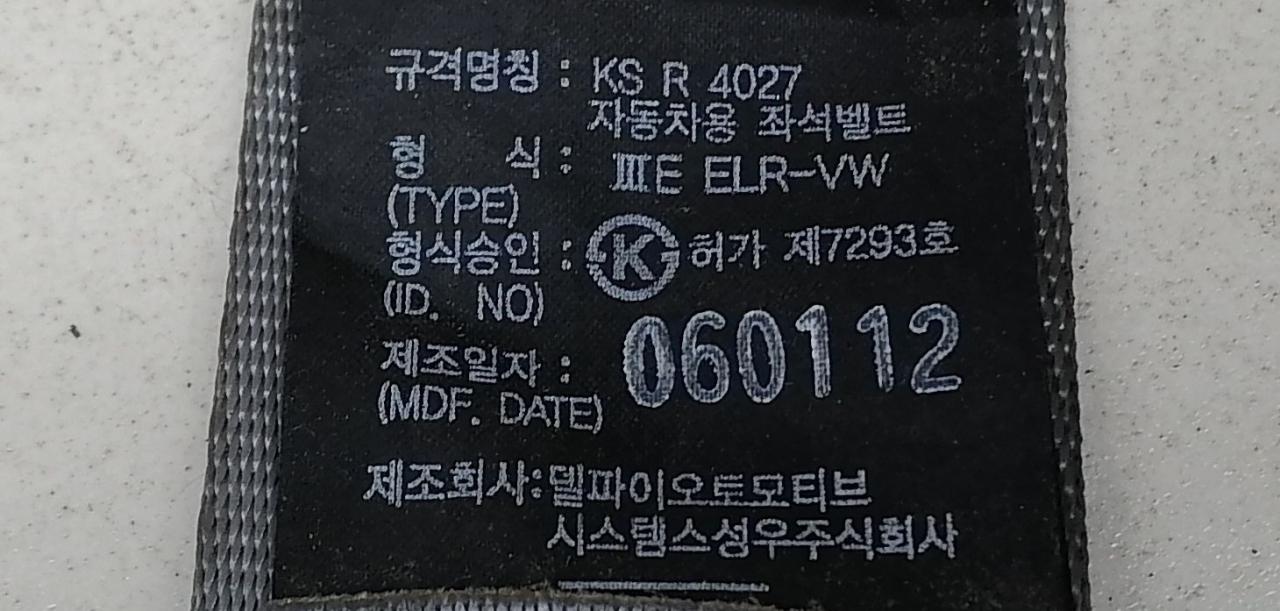 규격명칭 : KS R 4027
자동차용 좌석벨트
형 식 : ⅢE ELR-VW
(TYPE)
형식승인 : K 허가 제7293호
(ID. NO)
제조일자 : 060112
(MDF. DATE)
제조회사:델파이오토모티브
시스템스성우주식회사